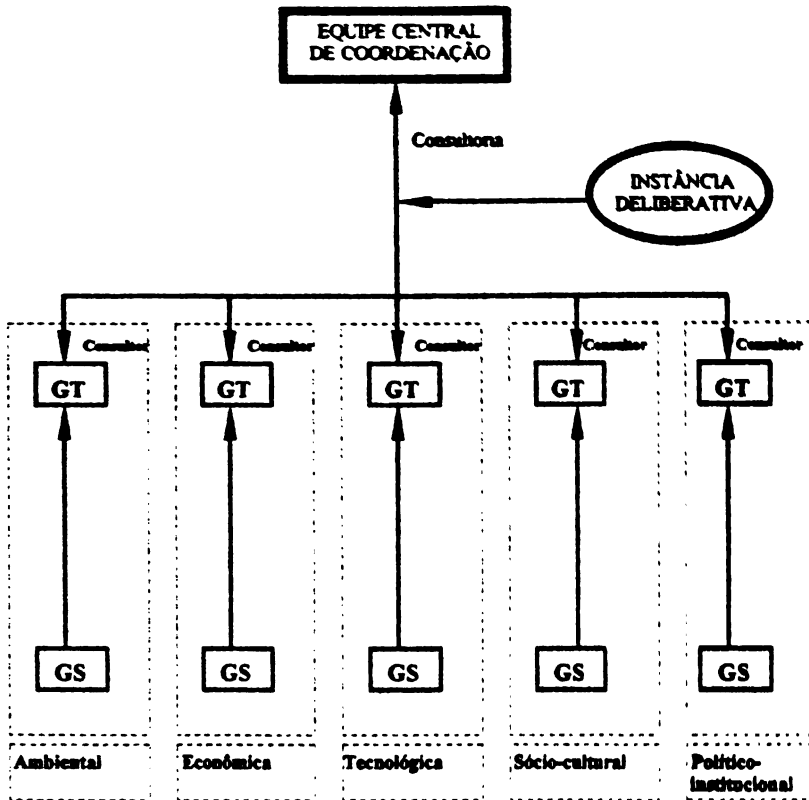 EQUIPE CENTRAL
DE COORDENAÇÃO
Consultoria
INSTÂNCIA
DELIBERATIVA
Consultor
Consultor
Consultor
Consultor
Consultor
GT
GT
GT
GT
GT
GS
GS
GS
GS
GS
Ambiental
Econômica
Tecnológica
Sócio-cultural
Político-
institucional